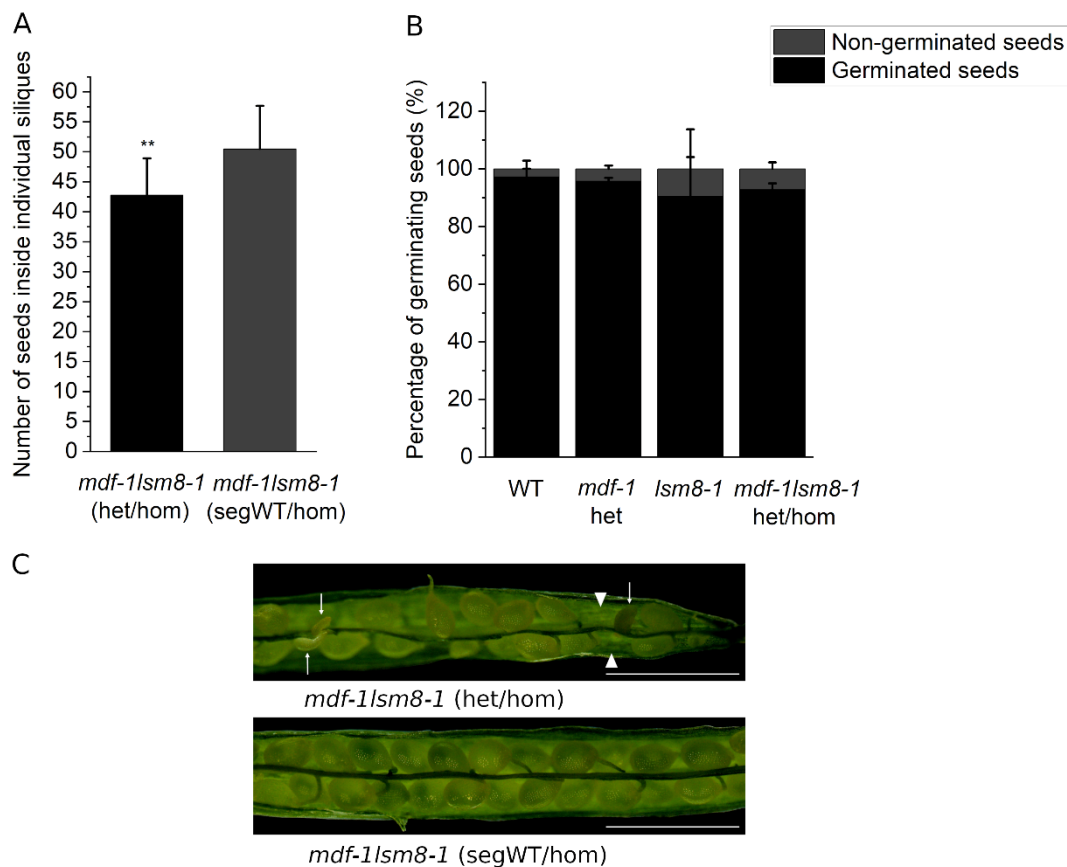 A
Number of seeds inside individual siliques
60
55
50
45
40
35
30
25
20
15
10
5
0
**
mdf-1lsm8-1
(het/hom)
mdf-1lsm8-1
(segWT/hom)
B
Non-germinated seeds
Germinated seeds
Percentage of germinating seeds (%)
120
100
80
60
40
20
0
WT
mdf-1
het
lsm8-1
mdf-1lsm8-1
het/hom
C
mdf-1lsm8-1 (het/hom)
mdf-1lsm8-1 (segWT/hom)